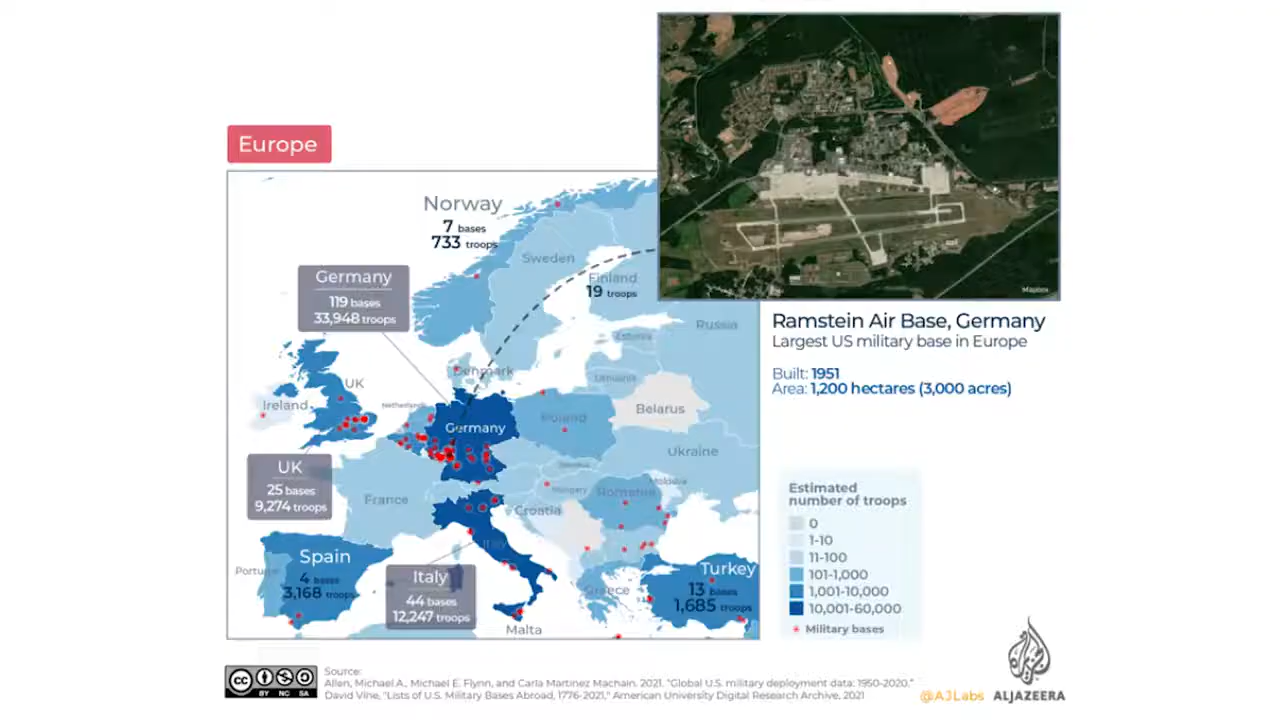 Europe
Norway
7 bases
733 troops
Sweden
Finland
19 troops
Germany
119 bases
33,948 troops
Russia
Estonia
Lithuania
Denmark
UK
Ireland
Netherlands
Germany
Poland
Belarus
Ukraine
UK
25 bases
9,274 troops
France
Hungary
Moldova
Romania
Croatia
Italy
Spain
4 bases
3,168 troops
Portugal
Italy
44 bases
12,247 troops
Malta
Greece
Turkey
13 bases
1,685 troops
Mapbox
Ramstein Air Base, Germany
Largest US military base in Europe
Built: 1951
Area: 1,200 hectares (3,000 acres)
Estimated
number of troops
0
1-10
11-100
101-1,000
1,001-10,000
10,001-60,000
Military bases
cc BY NC SA
Source:
Allen, Michael A., Michael E. Flynn, and Carla Martinez Machain. 2021. "Global U.S. military deployment data: 1950-2020."
David Vine, "Lists of U.S. Military Bases Abroad, 1776-2021," American University Digital Research Archive, 2021
@AJLabs
ALJAZEERA